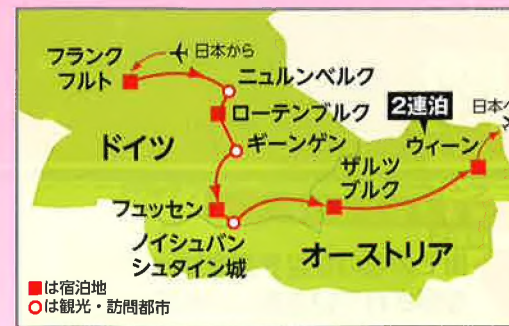 フランク
フルト
日本から
ニュルンベルク
ローテンブルク
2連泊
日本へ
ウィーン
ドイツ
ギーンゲン
ザルツ
ブルク
フュッセン
ノイシュバン
シュタイン城
オーストリア
■は宿泊地
○は観光・訪問都市